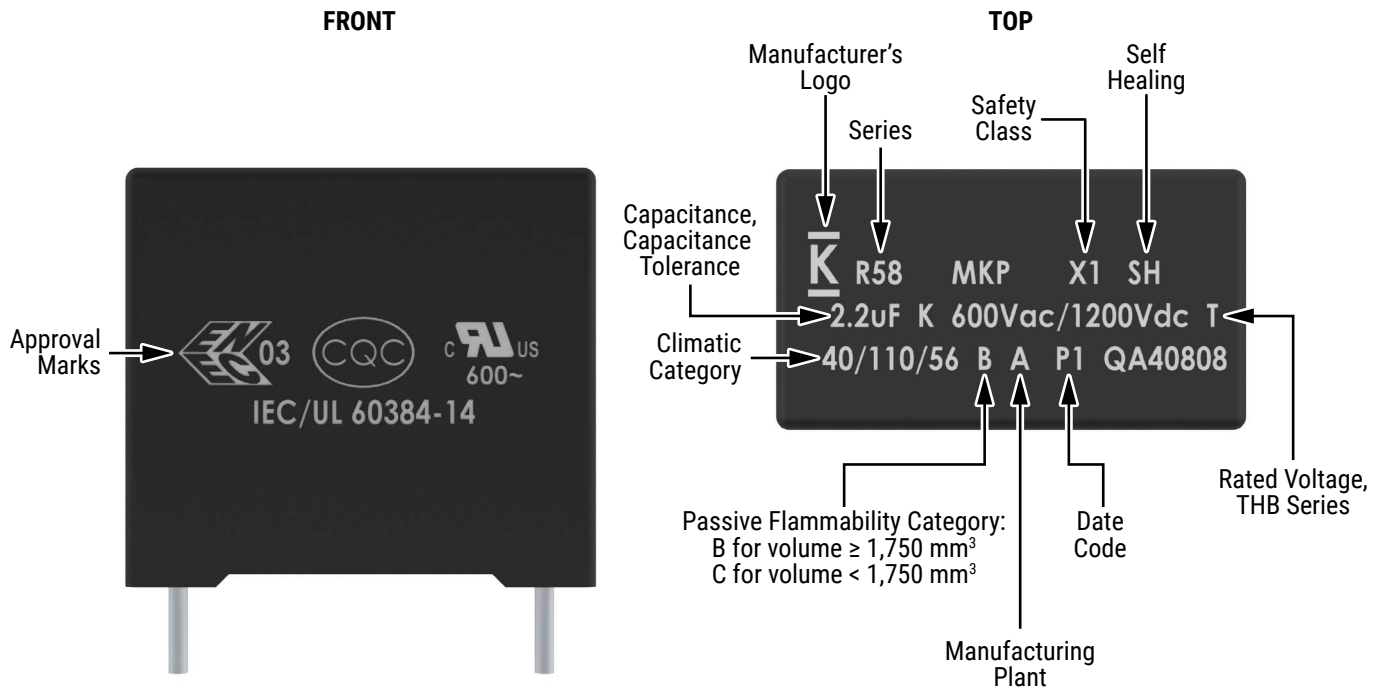 FRONT
TOP
Manufacturer's
Logo
Series
Safety
Class
Self
Healing
Capacitance,
Capacitance
Tolerance
K R58 MKP X1 SH
2.2uF K 600Vac/1200Vdc T
40/110/56 B A P1 QA40808
Climatic
Category
Approval
Marks
ENEC 03 CQC C RU US
600~
IEC/UL 60384-14
Passive Flammability Category:
B for volume ≥ 1,750 mm³
C for volume < 1,750 mm³
Manufacturing
Plant
Date
Code
Rated Voltage,
THB Series